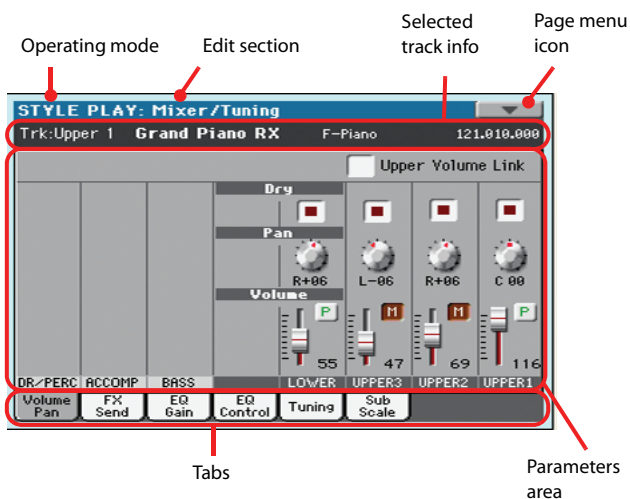 Operating mode
Edit section
Selected
track info
Page menu
icon
STYLE PLAY: Mixer/Tuning
Trk:Upper 1 Grand Piano RX F-Piano 121.010.000
Upper Volume Link
Dry
Pan
R+06 L-06 R+06 C 00
Volume
P M M P
55 47 69 116
DR/PERC ACCOMP BASS LOWER UPPER3 UPPER2 UPPER1
Volume
Pan
FX
Send
EQ
Gain
EQ
Control
Tuning
Sub
Scale
Tabs
Parameters
area